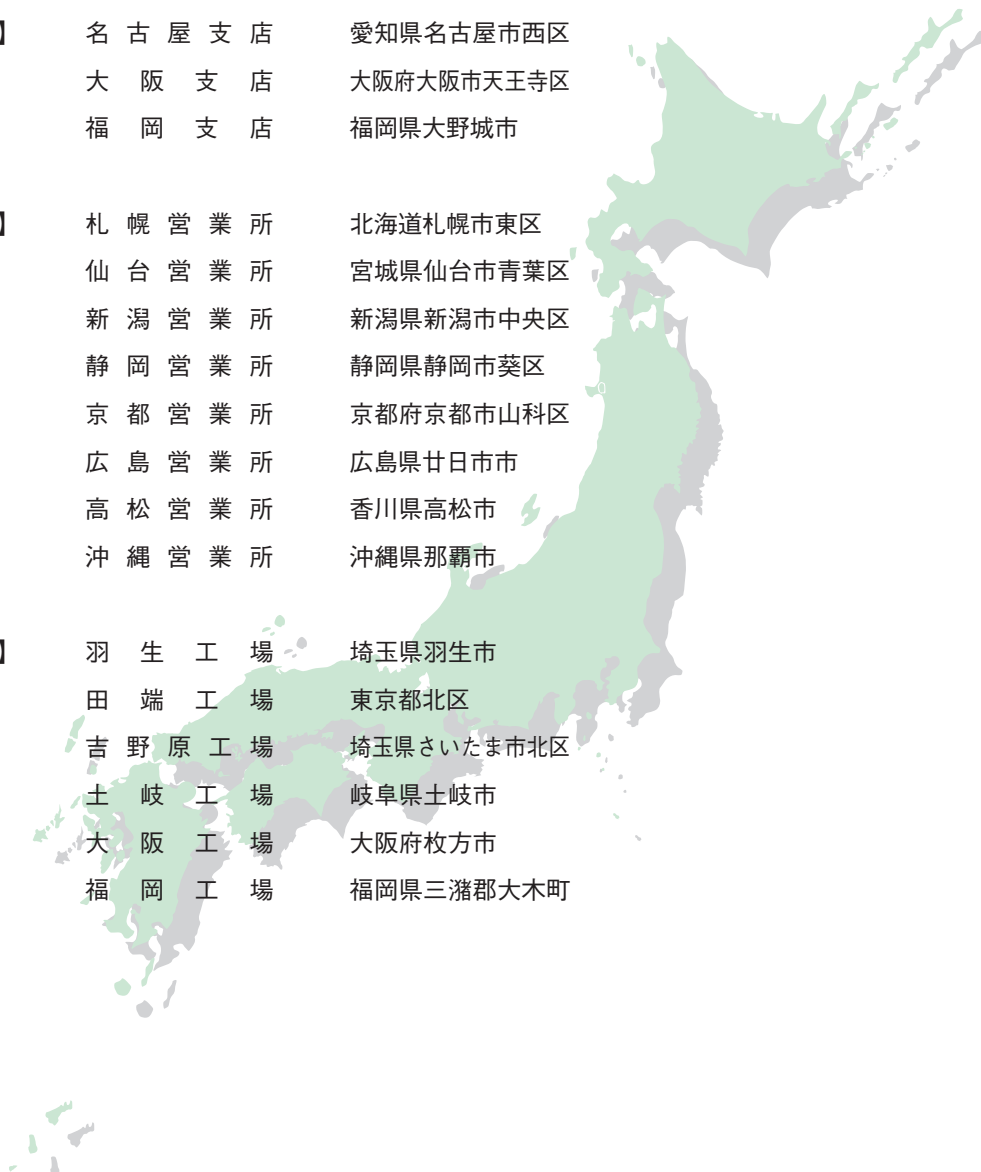 】 名古屋支店 愛知県名古屋市西区
大阪支店 大阪府大阪市天王寺区
福岡支店 福岡県大野城市
】 札幌営業所 北海道札幌市東区
仙台営業所 宮城県仙台市青葉区
新潟営業所 新潟県新潟市中央区
静岡営業所 静岡県静岡市葵区
京都営業所 京都府京都市山科区
広島営業所 広島県廿日市市
高松営業所 香川県高松市
沖縄営業所 沖縄県那覇市
】 羽生工場 埼玉県羽生市
田端工場 東京都北区
吉野原工場 埼玉県さいたま市北区
土岐工場 岐阜県土岐市
大阪工場 大阪府枚方市
福岡工場 福岡県三潴郡大木町